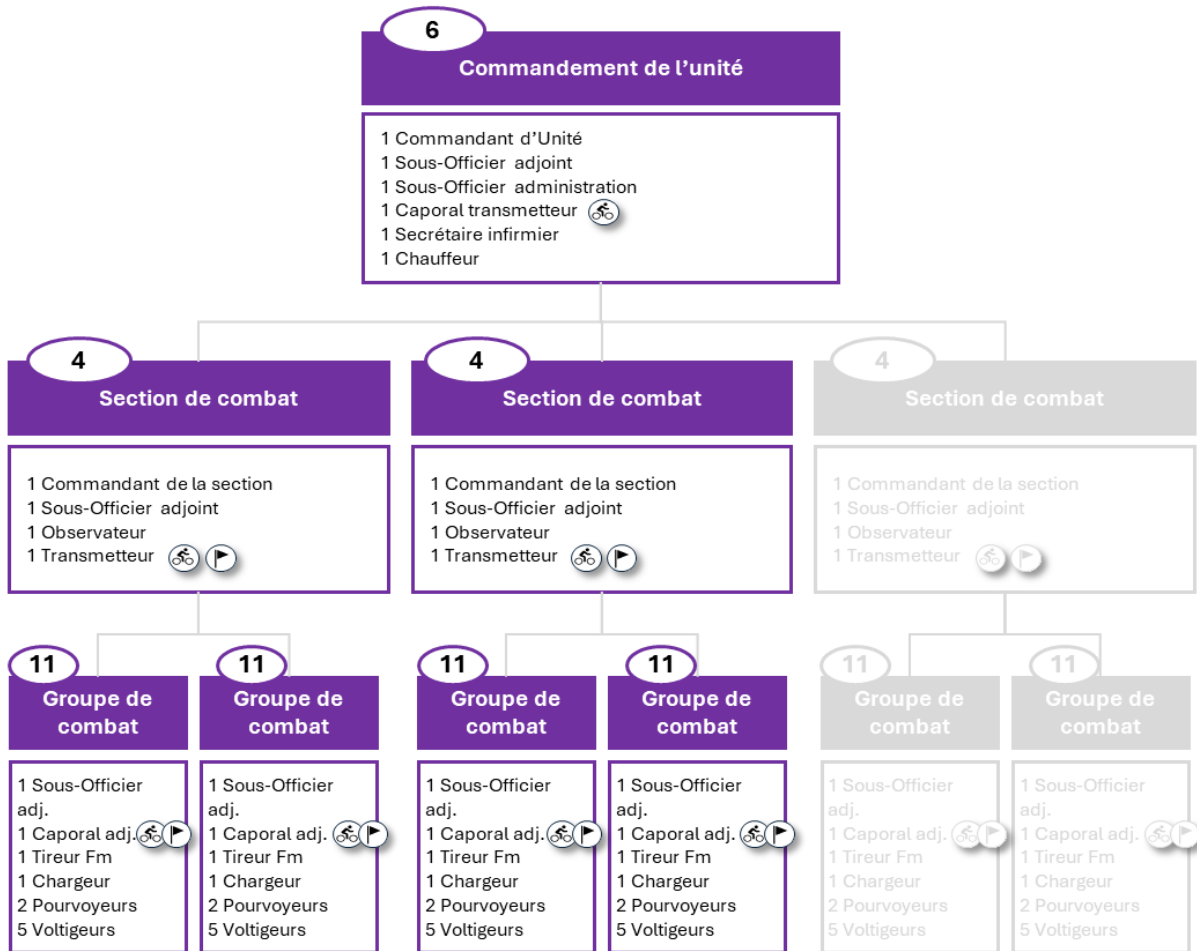 6
Commandement de l’unité
1 Commandant d’Unité
1 Sous-Officier adjoint
1 Sous-Officier administration
1 Caporal transmetteur
1 Secrétaire infirmier
1 Chauffeur
4
Section de combat
1 Commandant de la section
1 Sous-Officier adjoint
1 Observateur
1 Transmetteur
4
Section de combat
1 Commandant de la section
1 Sous-Officier adjoint
1 Observateur
1 Transmetteur
4
Section de combat
1 Commandant de la section
1 Sous-Officier adjoint
1 Observateur
1 Transmetteur
11
Groupe de
combat
1 Sous-Officier
adj.
1 Caporal adj.
1 Tireur Fm
1 Chargeur
2 Pourvoyeurs
5 Voltigeurs
11
Groupe de
combat
1 Sous-Officier
adj.
1 Caporal adj.
1 Tireur Fm
1 Chargeur
2 Pourvoyeurs
5 Voltigeurs
11
Groupe de
combat
1 Sous-Officier
adj.
1 Caporal adj.
1 Tireur Fm
1 Chargeur
2 Pourvoyeurs
5 Voltigeurs
11
Groupe de
combat
1 Sous-Officier
adj.
1 Caporal adj.
1 Tireur Fm
1 Chargeur
2 Pourvoyeurs
5 Voltigeurs
11
Groupe de
combat
1 Sous-Officier
adj.
1 Caporal adj.
1 Tireur Fm
1 Chargeur
2 Pourvoyeurs
5 Voltigeurs
11
Groupe de
combat
1 Sous-Officier
adj.
1 Caporal adj.
1 Tireur Fm
1 Chargeur
2 Pourvoyeurs
5 Voltigeurs